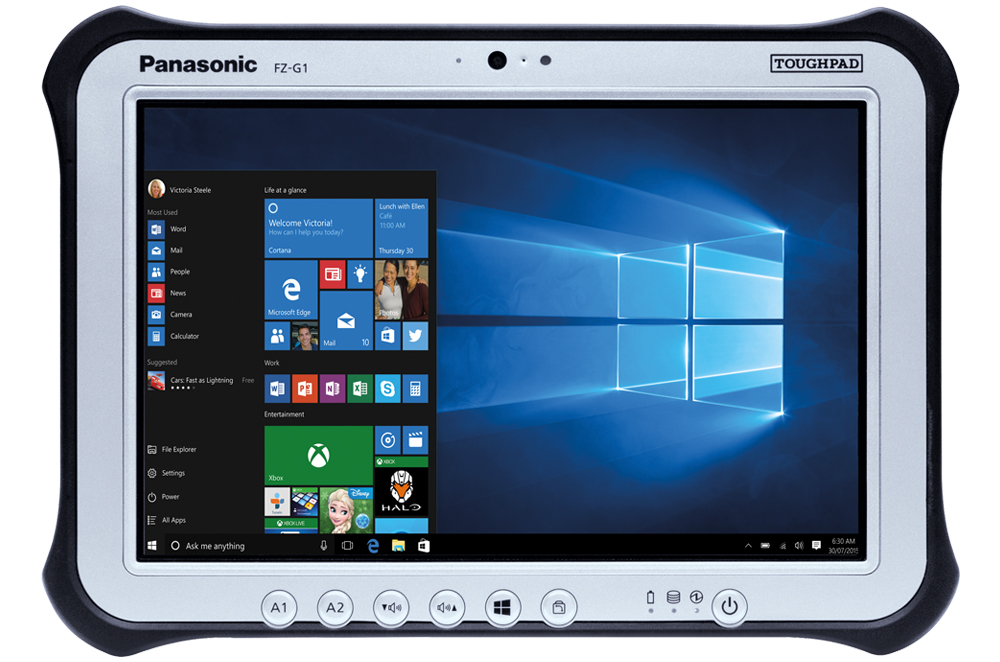 Panasonic FZ-G1
TOUGHPAD
Victoria Steele
Most Used
Word
Mail
People
News
Camera
Calculator
Suggested
Cars: Fast as Lightning Free
File Explorer
Settings
Power
All Apps
Life at a glance
Welcome Victoria!
How can I help you today?
Cortana
Lunch with Ellen
Café
11:00 AM
Thursday 30
Microsoft Edge
Photos
Mail 10
Work
Entertainment
Xbox
XBOX
HALO
Disney
XBOX LIVE
Ask me anything
6:30 AM
30/07/2015
A1
A2